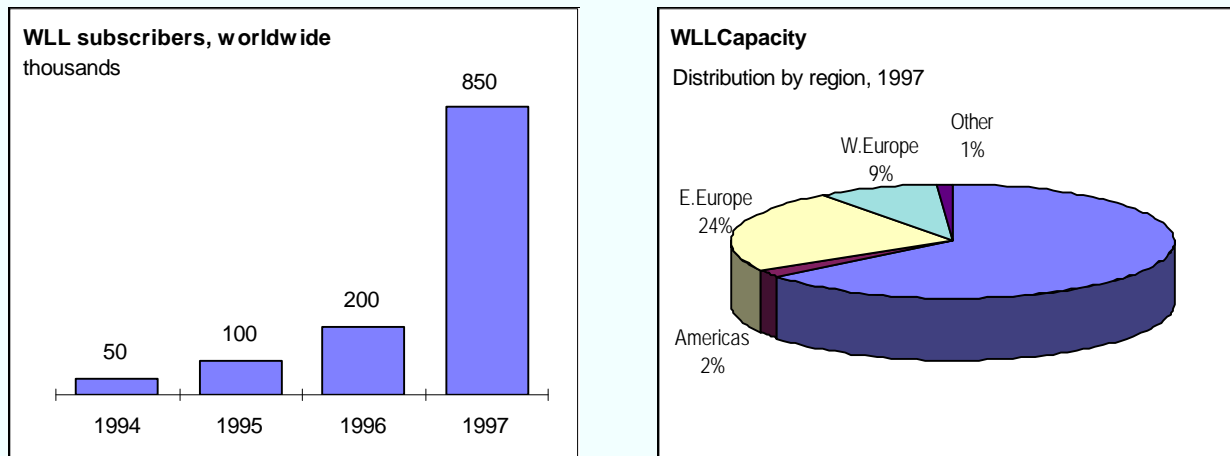 WLL subscribers, worldwide
thousands
850
200
100
50
1994 1995 1996 1997
WLLCapacity
Distribution by region, 1997
Other
1%
W.Europe
9%
E.Europe
24%
Americas
2%